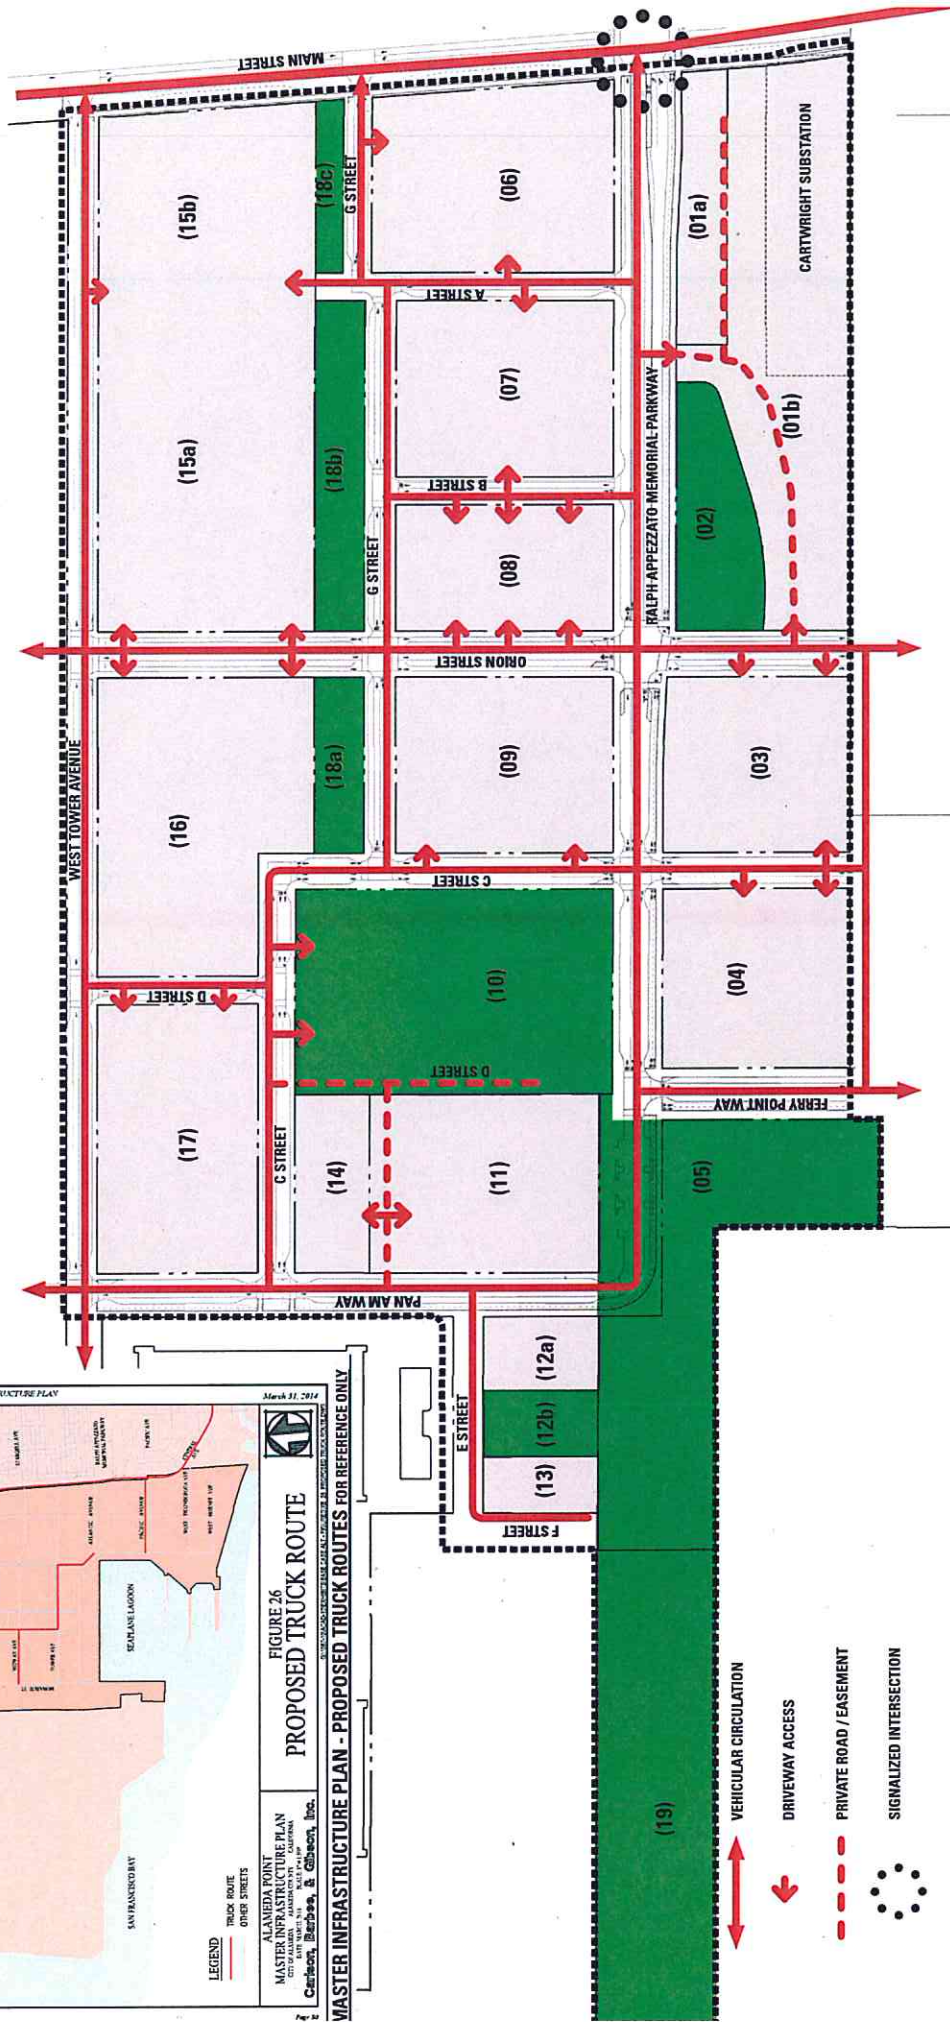 MAIN STREET
(15b)
(18c)
G STREET
(06)
(01a)
CARTWRIGHT SUBSTATION
A STREET
(15a)
(18b)
(07)
RALPH APPEZZATO MEMORIAL PARKWAY
(01b)
B STREET
G STREET
(08)
(02)
ORION STREET
WEST TOWER AVENUE
(16)
(18a)
(09)
(03)
C STREET
D STREET
(10)
(04)
D STREET
FERRY POINT WAY
(17)
C STREET
(14)
(11)
(05)
PAN AM WAY
E STREET
(12a)
(12b)
(13)
F STREET
(19)
March 31, 2014
SEAPLANE LAGOON
SAN FRANCISCO BAY
ATLANTIC AVENUE
PACIFIC AVENUE
LEGEND
TRUCK ROUTE
OTHER STREETS
ALAMEDA POINT
MASTER INFRASTRUCTURE PLAN
Carlson, Barbee, & Gibson, Inc.
FIGURE 26
PROPOSED TRUCK ROUTE
MASTER INFRASTRUCTURE PLAN - PROPOSED TRUCK ROUTES FOR REFERENCE ONLY
VEHICULAR CIRCULATION
DRIVEWAY ACCESS
PRIVATE ROAD / EASEMENT
SIGNALIZED INTERSECTION